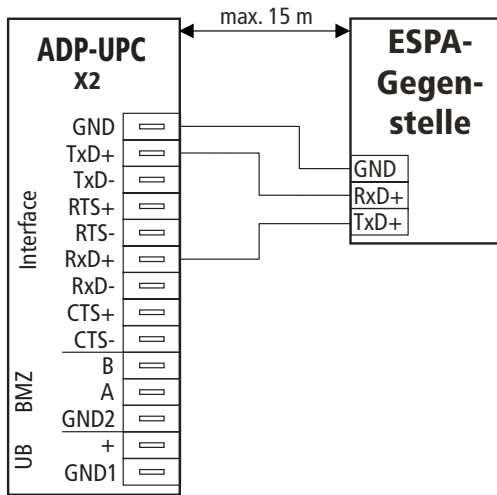 max. 15 m
ADP-UPC
X2
GND
TxD+
TxD-
RTS+
RTS-
RxD+
RxD-
CTS+
CTS-
B
A
GND2
+
GND1
Interface
BMZ
UB
ESPA-
Gegen-
stelle
GND
RxD+
TxD+